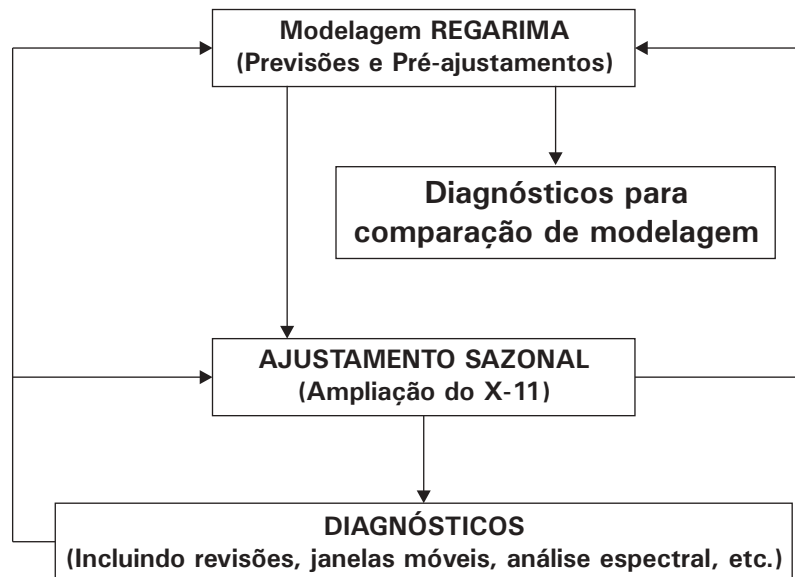 Modelagem REGARIMA
(Previsões e Pré-ajustamentos)
Diagnósticos para
comparação de modelagem
AJUSTAMENTO SAZONAL
(Ampliação do X-11)
DIAGNÓSTICOS
(Incluindo revisões, janelas móveis, análise espectral, etc.)